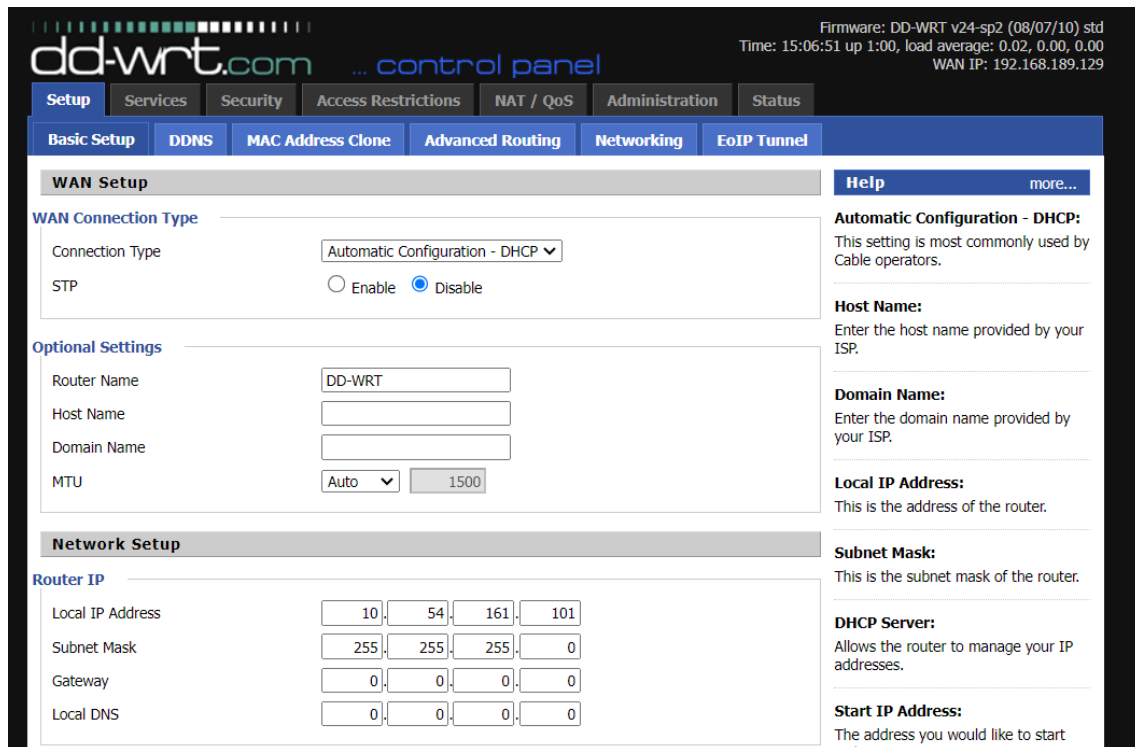 dd-wrt.com ... control panel
Firmware: DD-WRT v24-sp2 (08/07/10) std
Time: 15:06:51 up 1:00, load average: 0.02, 0.00, 0.00
WAN IP: 192.168.189.129
Setup Services Security Access Restrictions NAT / QoS Administration Status
Basic Setup DDNS MAC Address Clone Advanced Routing Networking EoIP Tunnel
WAN Setup
WAN Connection Type
Connection Type Automatic Configuration - DHCP
STP Enable Disable
Optional Settings
Router Name DD-WRT
Host Name
Domain Name
MTU Auto 1500
Network Setup
Router IP
Local IP Address 10. 54. 161. 101
Subnet Mask 255. 255. 255. 0
Gateway 0. 0. 0. 0
Local DNS 0. 0. 0. 0
Help more...
Automatic Configuration - DHCP:
This setting is most commonly used by
Cable operators.
Host Name:
Enter the host name provided by your
ISP.
Domain Name:
Enter the domain name provided by
your ISP.
Local IP Address:
This is the address of the router.
Subnet Mask:
This is the subnet mask of the router.
DHCP Server:
Allows the router to manage your IP
addresses.
Start IP Address:
The address you would like to start